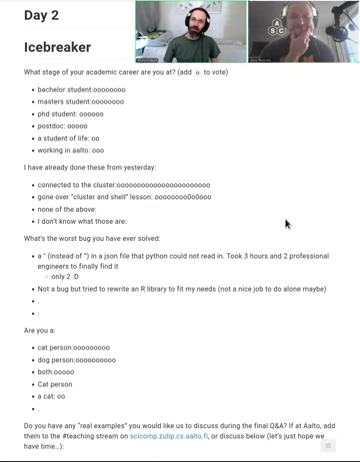 Day 2
Icebreaker
What stage of your academic career are you at? (add o to vote)
bachelor student:oooooooo
masters student:oooooooo
phd student: oooooo
postdoc: ooooo
a student of life: oo
working in aalto: ooo
I have already done these from yesterday:
connected to the cluster:oooooooooooooooooooooooo
gone over "cluster and shell" lesson: oooooooo0o0ooo
none of the above:
I don't know what those are:
What's the worst bug you have ever solved:
a " (instead of ") in a json file that python could not read in. Took 3 hours and 2 professional
engineers to finally find it
only 2 :D
Not a bug but tried to rewrite an R library to fit my needs (not a nice job to do alone maybe)
.
.
Are you a:
cat person:ooooooooo
dog person:oooooooooo
both:ooooo
Cat person
a cat: oo
.
Do you have any "real examples" you would like us to discuss during the final Q&A? If at Aalto, add
them to the #teaching stream on scicomp.zulip.cs.aalto.fi, or discuss below (let's just hope we
have time...):
A
S C